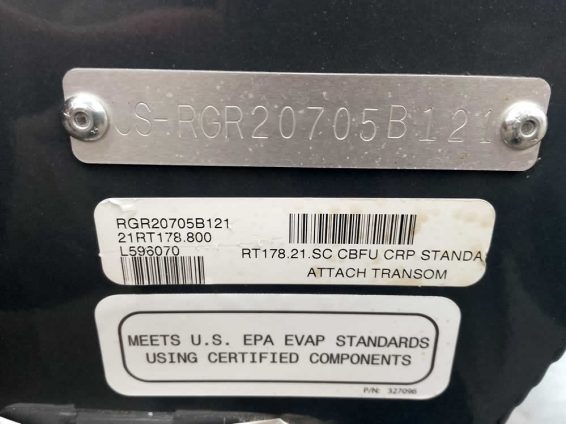 US-RGR20705B121
RGR20705B121
21RT178.800
L596070
RT178.21.SC CBFU CRP STANDA
ATTACH TRANSOM
MEETS U.S. EPA EVAP STANDARDS
USING CERTIFIED COMPONENTS
P/N: 327096